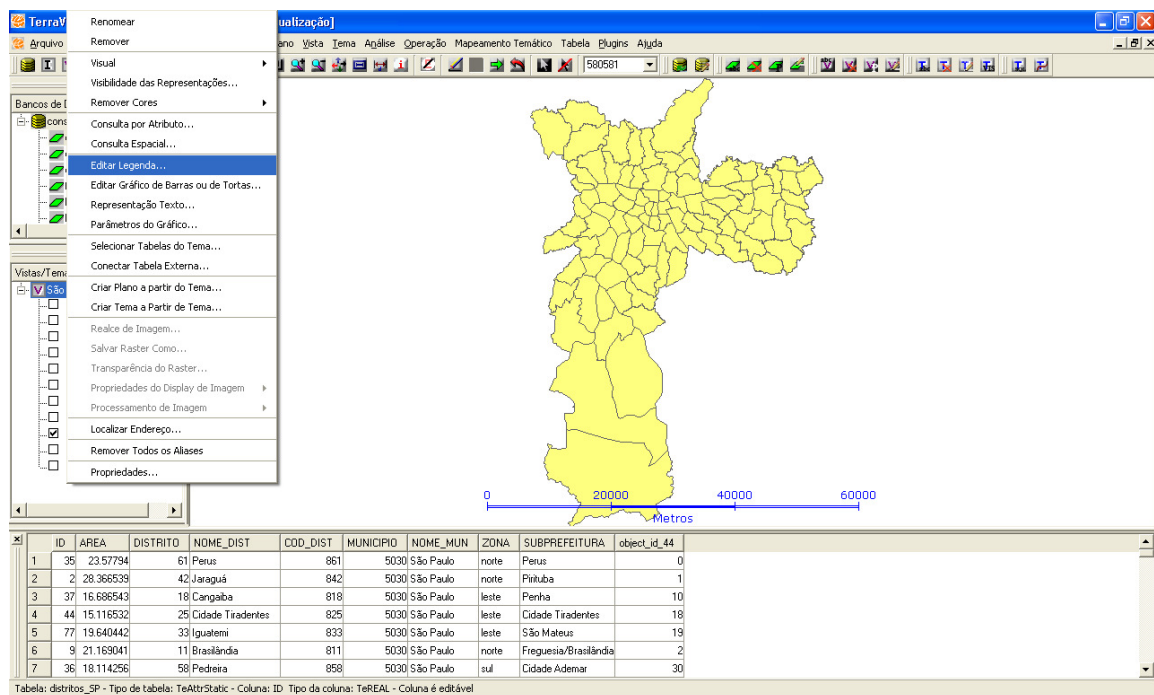 TerraV
ualização]
Arquivo
ano Vista Tema Análise Operação Mapeamento Temático Tabela Plugins Ajuda
580581
Renomear
Remover
Visual
Visibilidade das Representações...
Remover Cores
Consulta por Atributo...
Consulta Espacial...
Editar Legenda...
Editar Gráfico de Barras ou de Tortas...
Representação Texto...
Parâmetros do Gráfico...
Selecionar Tabelas do Tema...
Conectar Tabela Externa...
Criar Plano a partir do Tema...
Criar Tema a Partir de Tema...
Realce de Imagem...
Salvar Raster Como...
Transparência do Raster...
Propriedades do Display de Imagem
Processamento de Imagem
Localizar Endereço...
Remover Todos os Aliases
Propriedades...
Bancos de D
cons
Vistas/Tema
São
0 20000 40000 60000
Metros
ID AREA DISTRITO NOME_DIST COD_DIST MUNICIPIO NOME_MUN ZONA SUBPREFEITURA object_id_44
1 35 23.57794 61 Perus 861 5030 São Paulo norte Perus 0
2 2 28.366539 42 Jaraguá 842 5030 São Paulo norte Pirituba 1
3 37 16.686543 18 Cangaiba 818 5030 São Paulo leste Penha 10
4 44 15.116532 25 Cidade Tiradentes 825 5030 São Paulo leste Cidade Tiradentes 18
5 77 19.640442 33 Iguatemi 833 5030 São Paulo leste São Mateus 19
6 9 21.169041 11 Brasilândia 811 5030 São Paulo norte Freguesia/Brasilândia 2
7 36 18.114256 58 Pedreira 858 5030 São Paulo sul Cidade Ademar 30
Tabela: distritos_SP - Tipo de tabela: TeAttrStatic - Coluna: ID Tipo da coluna: TeREAL - Coluna é editável